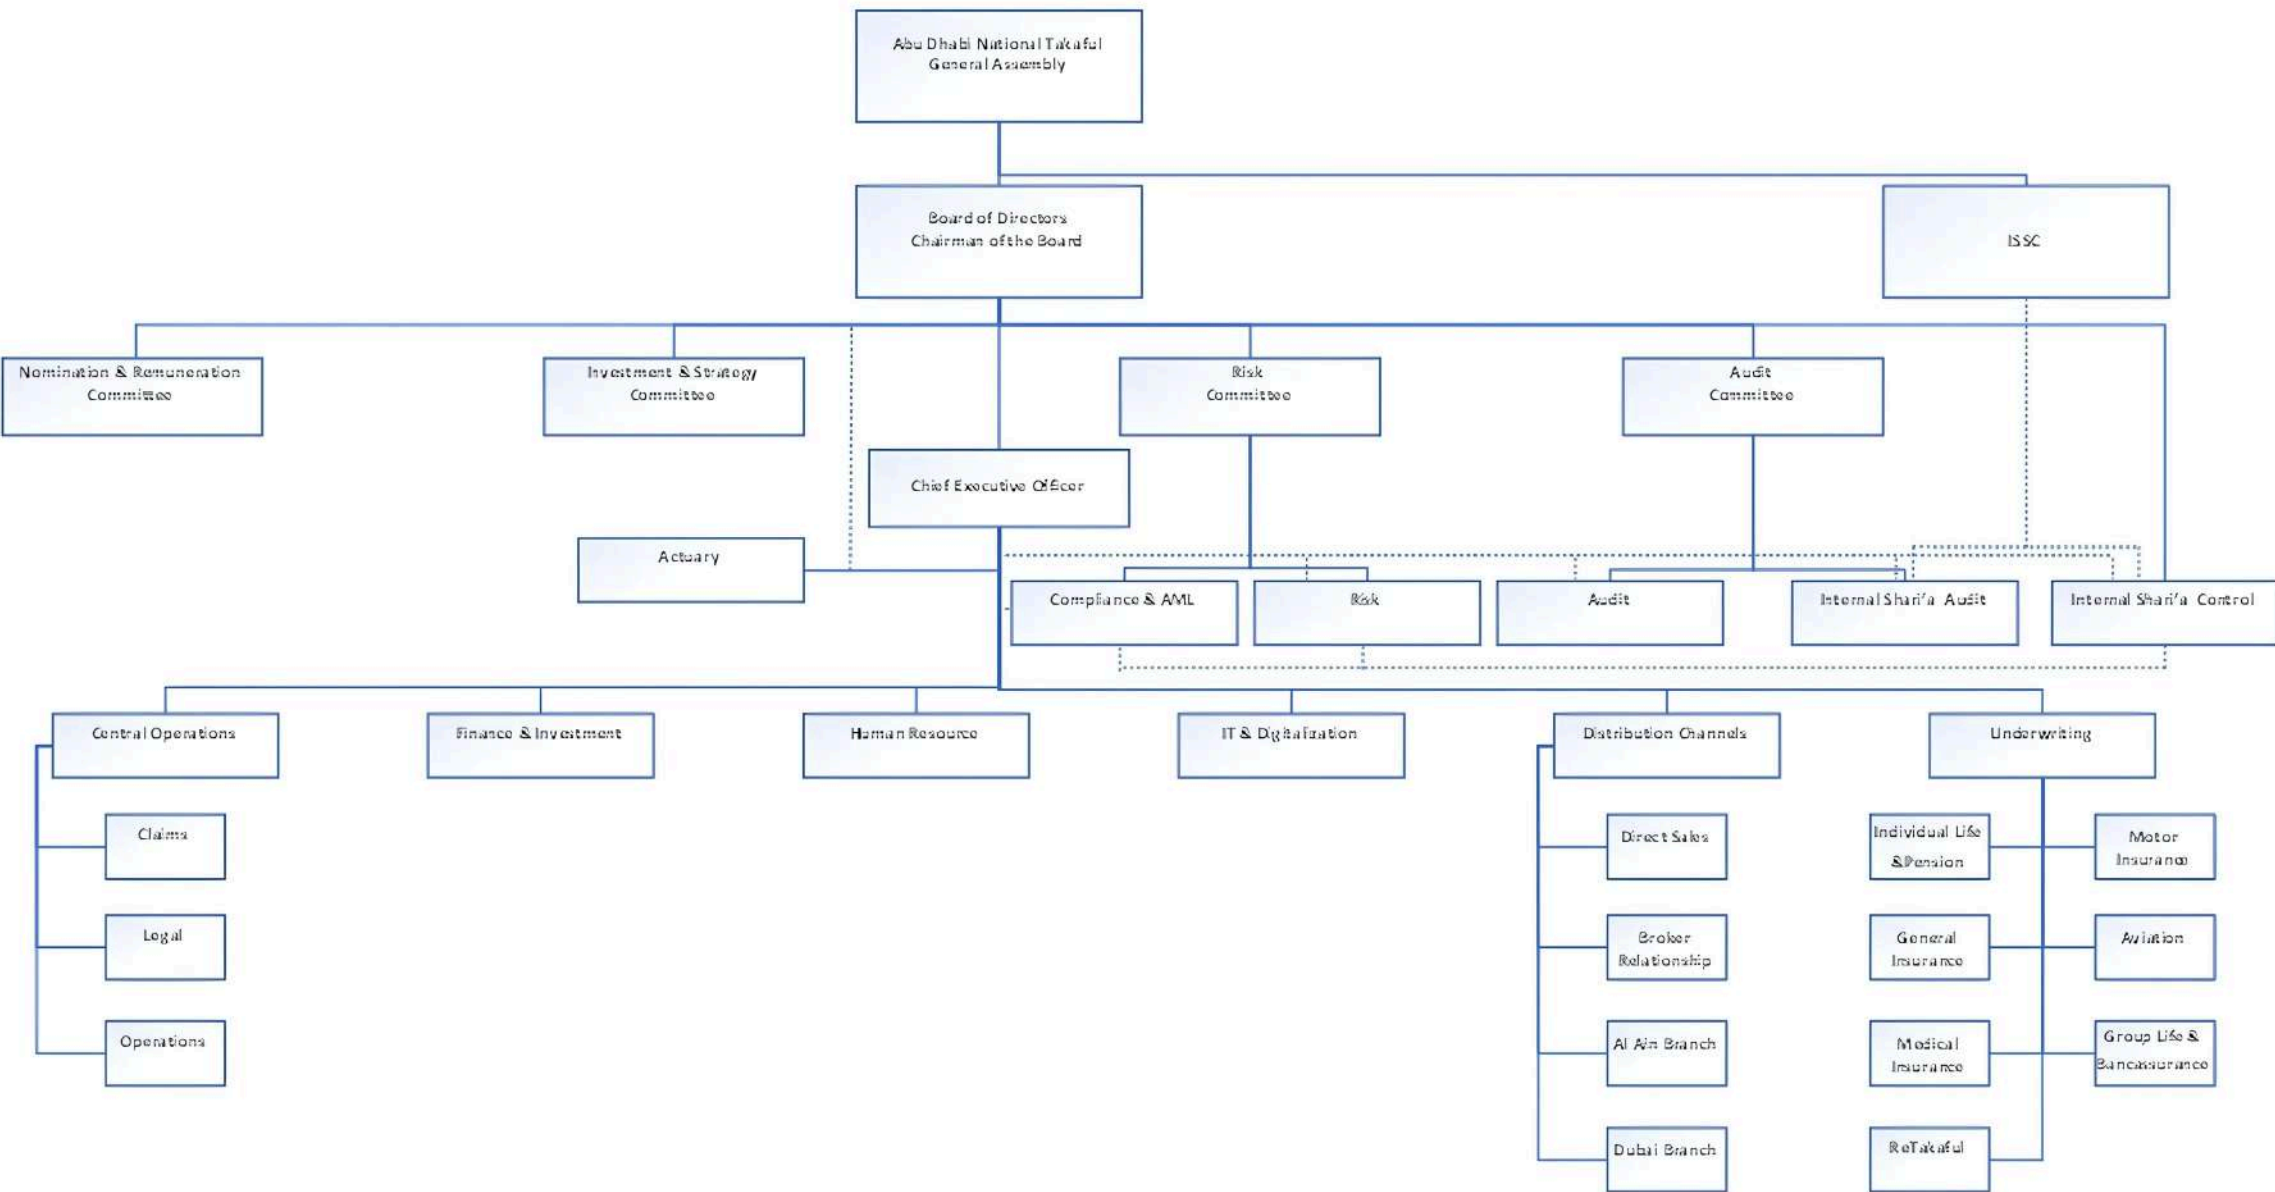 Abu Dhabi National Takaful
General Assembly
Board of Directors
Chairman of the Board
ISSC
Nomination & Remuneration
Committee
Investment & Strategy
Committee
Risk
Committee
Audit
Committee
Chief Executive Officer
Actuary
Compliance & AML
Risk
Audit
Internal Shari'a Audit
Internal Shari'a Control
Central Operations
Finance & Investment
Human Resource
IT & Digitalization
Distribution Channels
Underwriting
Claims
Legal
Operations
Direct Sales
Broker
Relationship
Al Ain Branch
Dubai Branch
Individual Life
&Pension
General
Insurance
Medical
Insurance
ReTakaful
Motor
Insurance
Aviation
Group Life &
Bancassurance